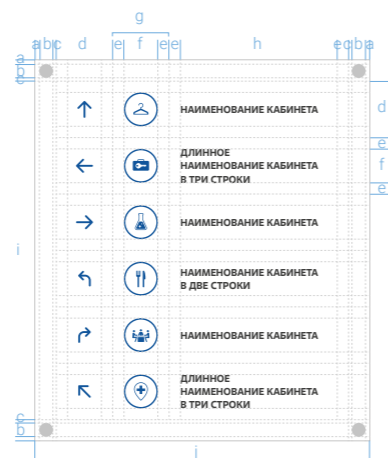 g
a b c d e f e e h e c b a
a
b
c
НАИМЕНОВАНИЕ КАБИНЕТА
d
ДЛИННОЕ
НАИМЕНОВАНИЕ КАБИНЕТА
В ТРИ СТРОКИ
e
f
e
НАИМЕНОВАНИЕ КАБИНЕТА
i
НАИМЕНОВАНИЕ КАБИНЕТА
В ДВЕ СТРОКИ
НАИМЕНОВАНИЕ КАБИНЕТА
ДЛИННОЕ
НАИМЕНОВАНИЕ КАБИНЕТА
В ТРИ СТРОКИ
c
b
i